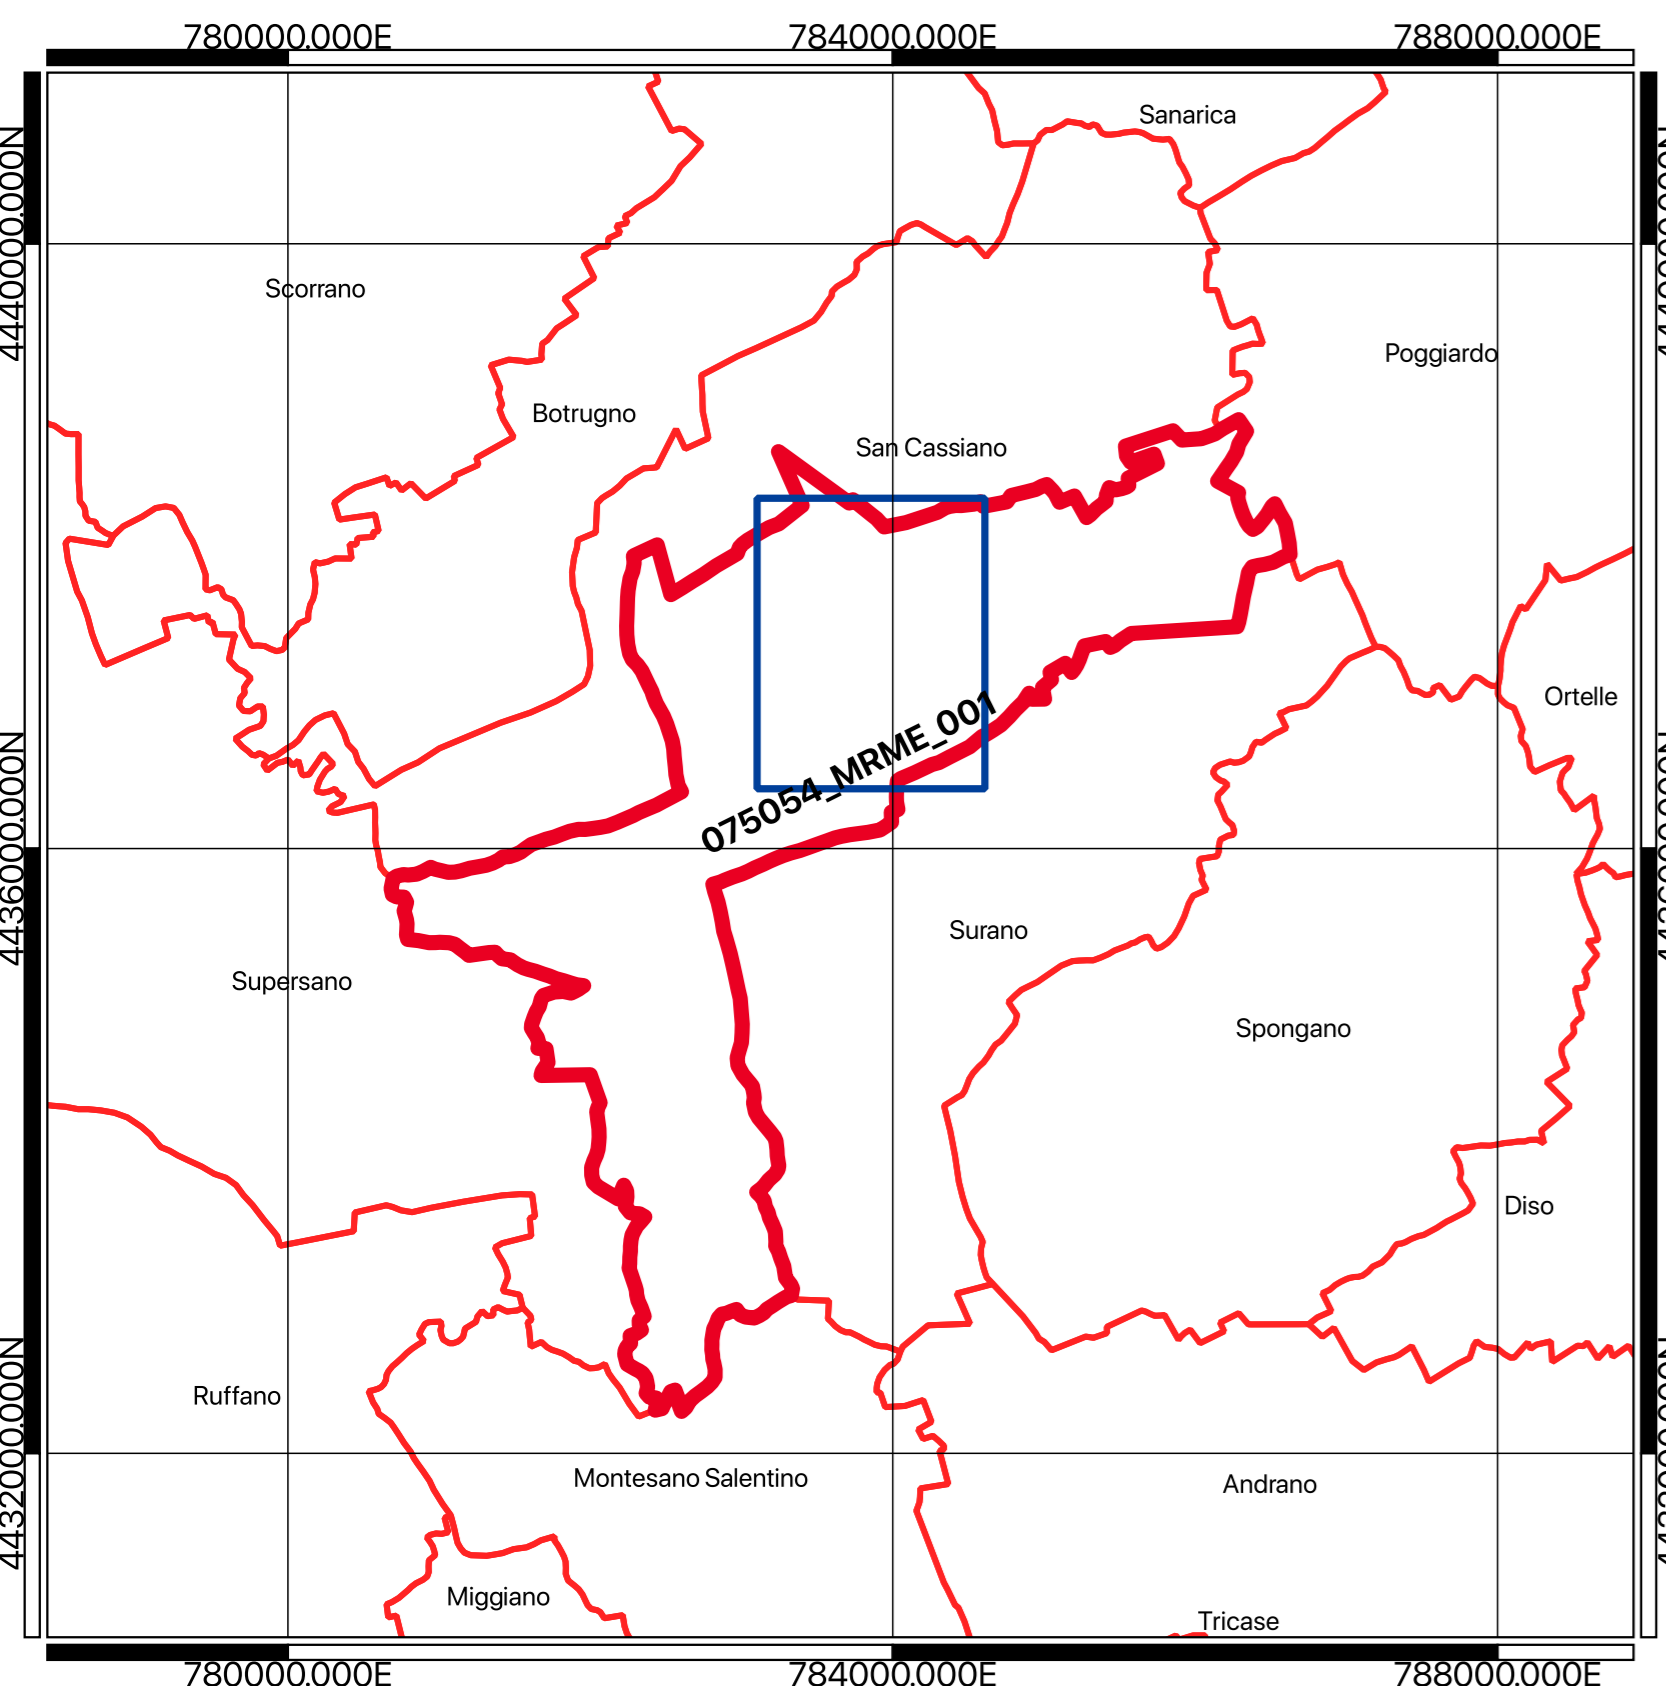 780000.000E 784000.000E 788000.000E
Sanarica
4440000.000N
Scorrano
Poggiardo
Botrugno
San Cassiano
Ortelle
075054_MRME_001
4436000.000N
Surano
Supersano
Spongano
Diso
Ruffano
4432000.000N
Montesano Salentino
Andrano
Miggiano
Tricase
780000.000E 784000.000E 788000.000E